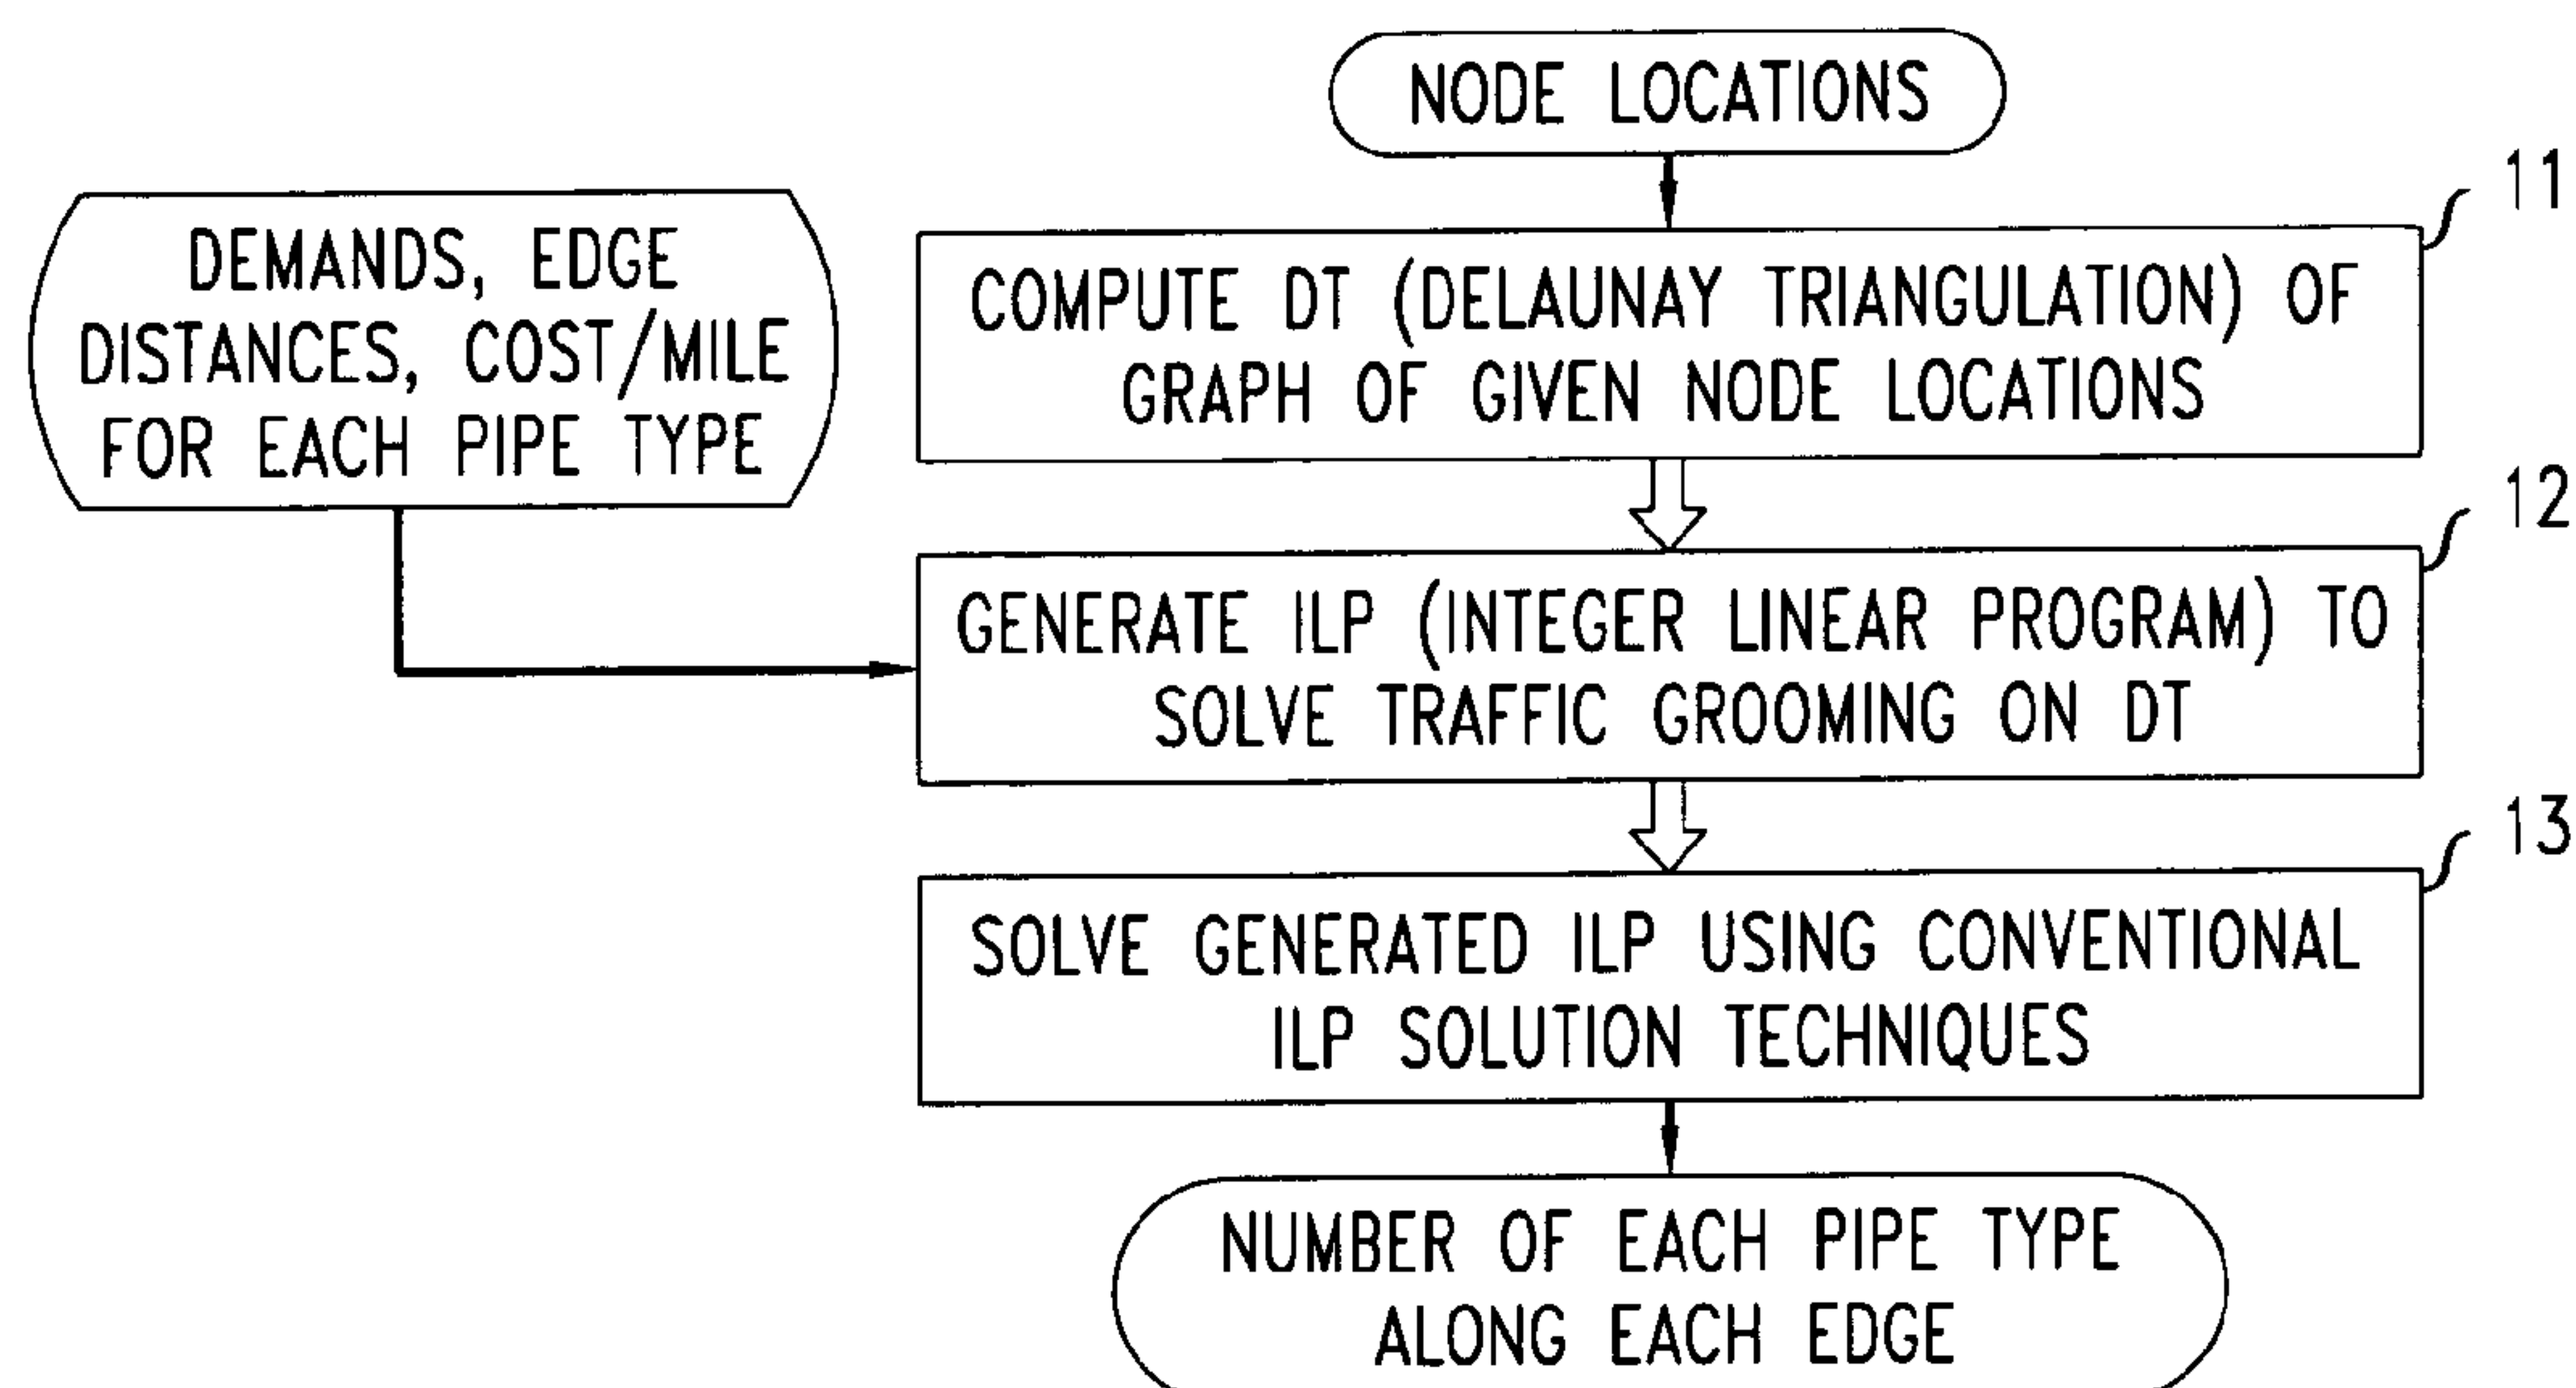 NODE LOCATIONS
11
DEMANDS, EDGE
DISTANCES, COST/MILE
FOR EACH PIPE TYPE
COMPUTE DT (DELAUNAY TRIANGULATION) OF
GRAPH OF GIVEN NODE LOCATIONS
12
GENERATE ILP (INTEGER LINEAR PROGRAM) TO
SOLVE TRAFFIC GROOMING ON DT
13
SOLVE GENERATED ILP USING CONVENTIONAL
ILP SOLUTION TECHNIQUES
NUMBER OF EACH PIPE TYPE
ALONG EACH EDGE